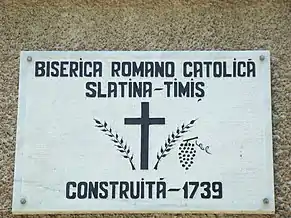 BISERICA ROMANO CATOLICĂ
SLATINA-TIMIȘ
CONSTRUITĂ-1739